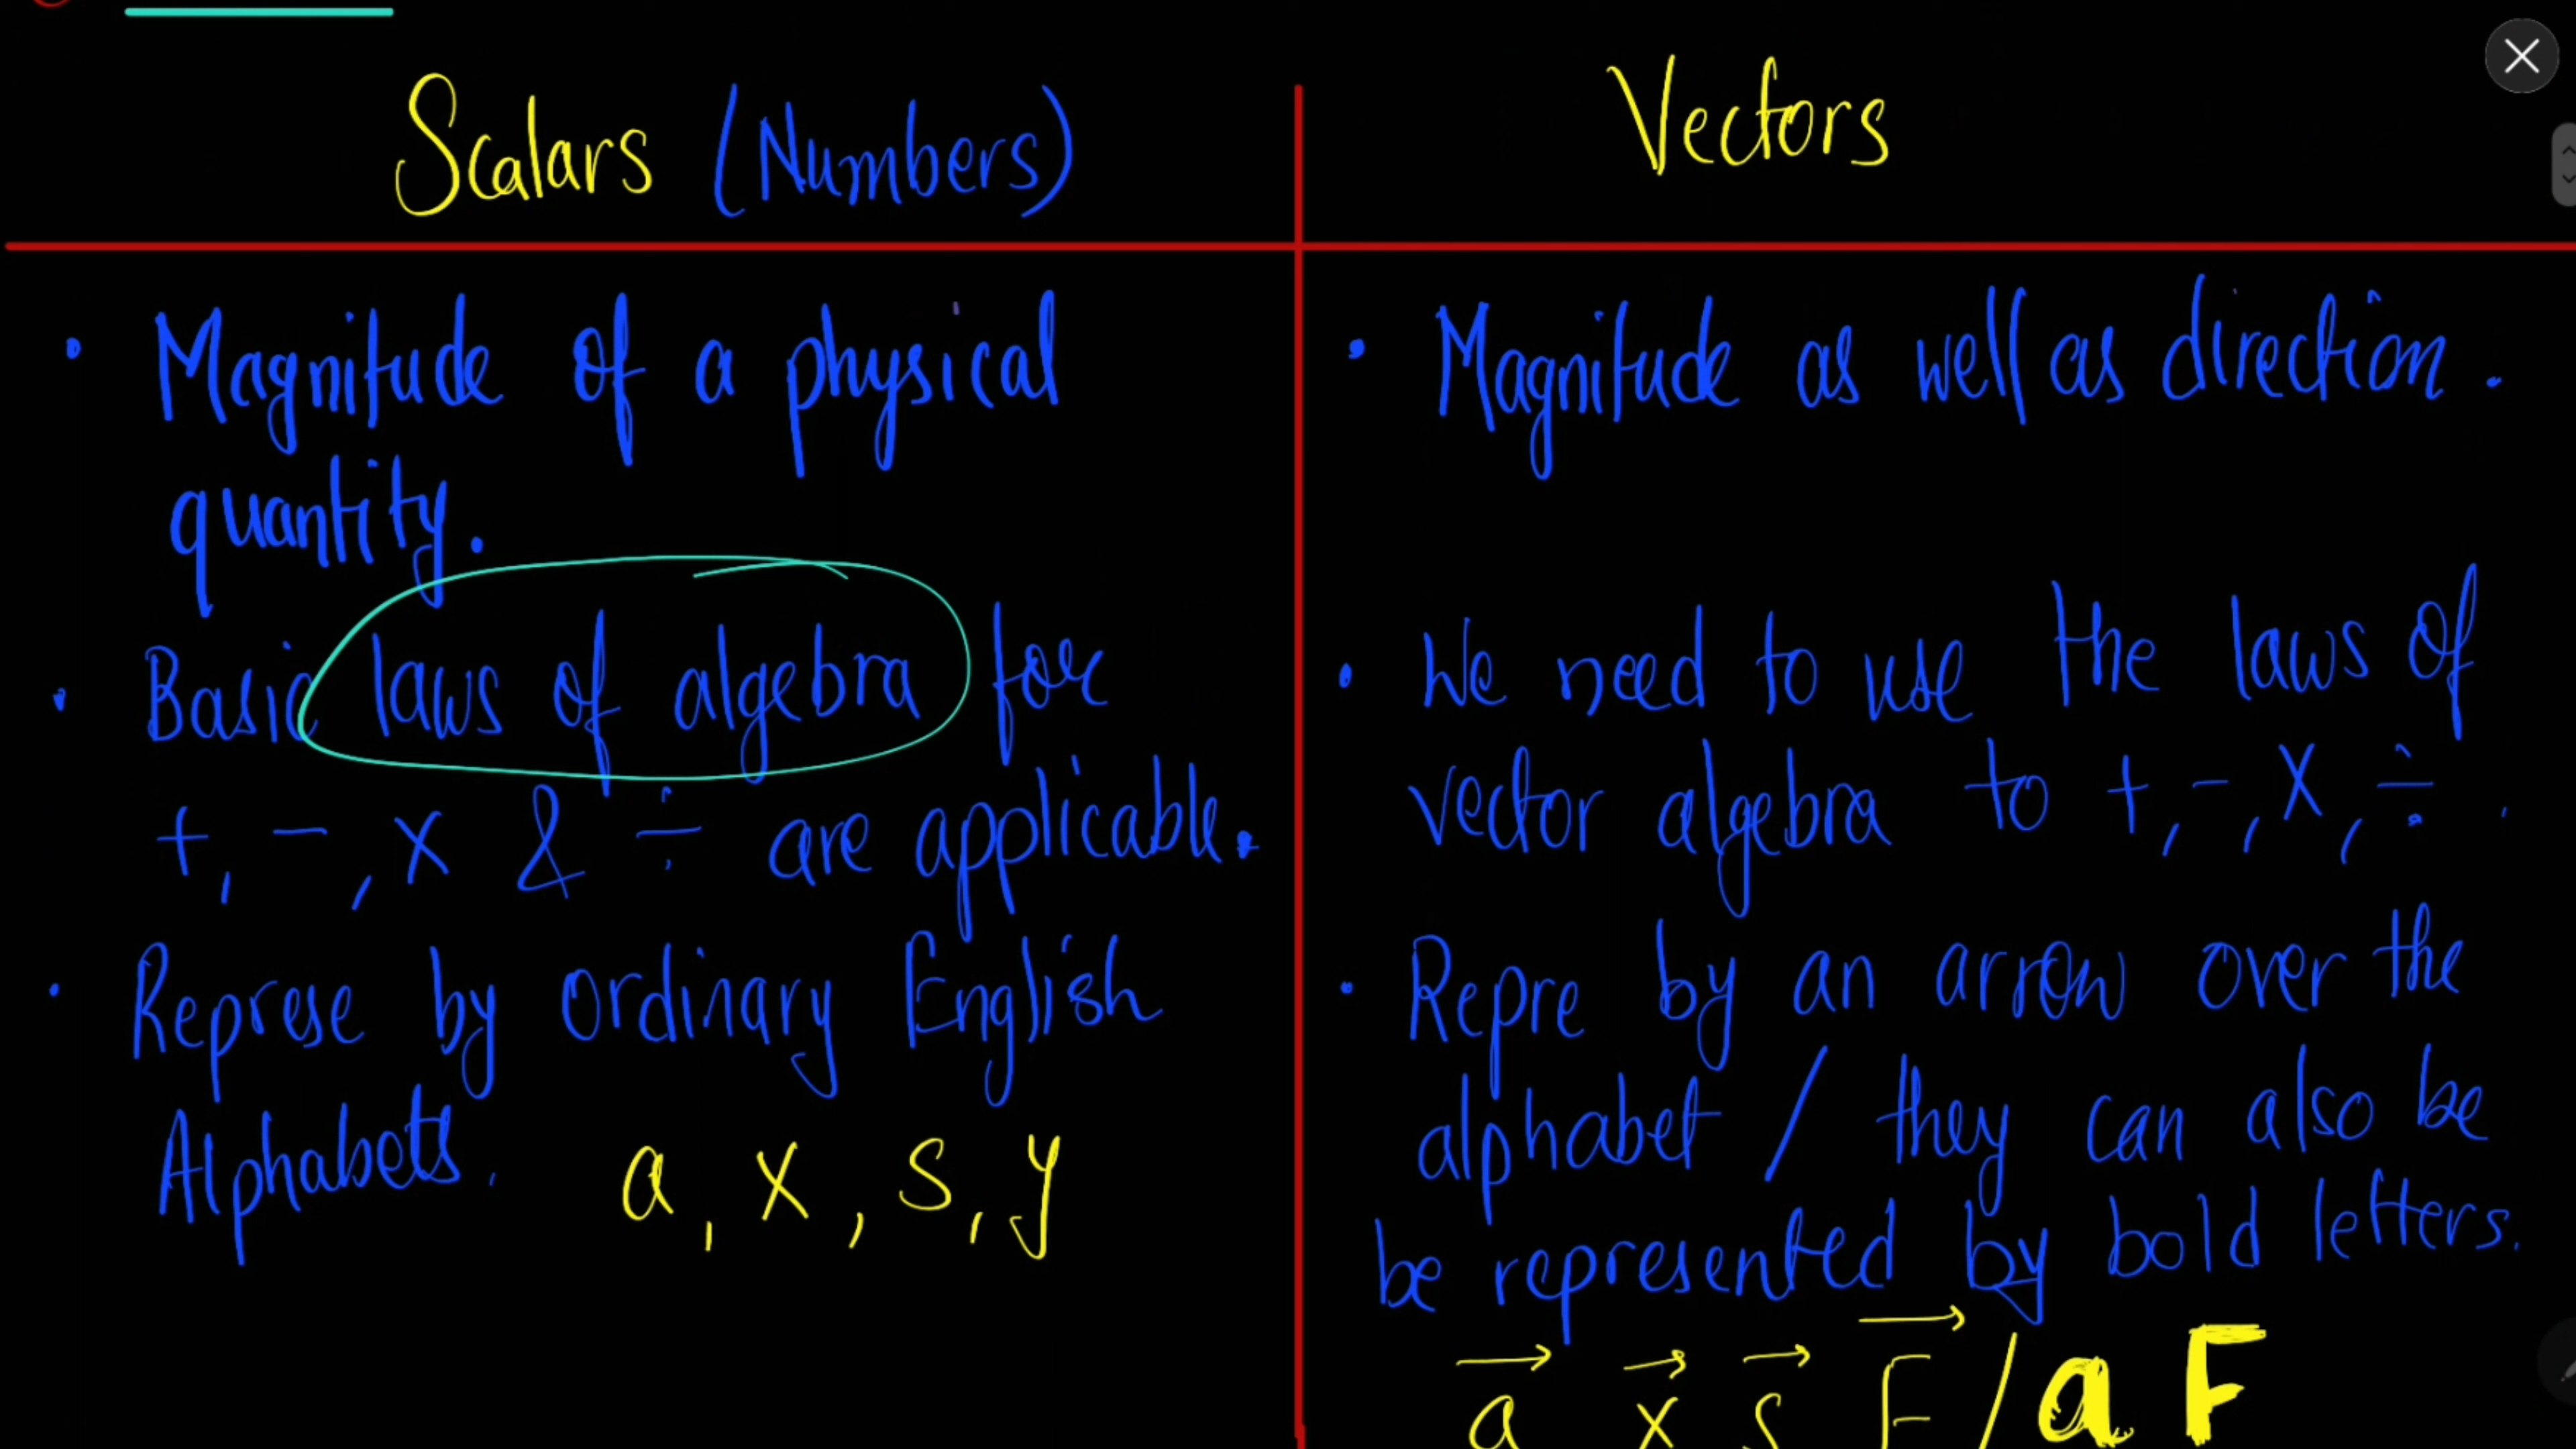 Scalars (Numbers)
Vectors
• Magnitude of a physical
quantity.
• Basic laws of algebra for
+, -, x & ÷ are applicable.
• Represe by ordinary English
Alphabets. a, x, s, y
• Magnitude as well as direction.
• We need to use the laws of
vector algebra to +, -, x, ÷.
• Repre by an arrow over the
alphabet / they can also be
be represented by bold letters.
a⃗ x⃗ s⃗ F⃗ / a F